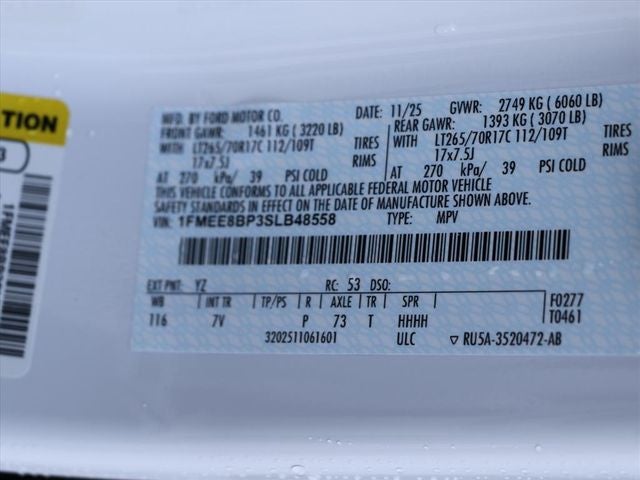 TION
3
MFD. BY FORD MOTOR CO. DATE: 11/25 GVWR: 2749 KG ( 6060 LB)
FRONT GAWR: 1461 KG ( 3220 LB) REAR GAWR: 1393 KG ( 3070 LB)
WITH LT265/70R17C 112/109T TIRES WITH LT265/70R17C 112/109T TIRES
17x7.5J RIMS 17x7.5J RIMS
AT 270 kPa/ 39 PSI COLD AT 270 kPa/ 39 PSI COLD
THIS VEHICLE CONFORMS TO ALL APPLICABLE FEDERAL MOTOR VEHICLE
SAFETY STANDARDS IN EFFECT ON THE DATE OF MANUFACTURE SHOWN ABOVE.
VIN: 1FMEE8BP3SLB48558 TYPE: MPV
EXT PNT: YZ RC: 53 DSO:
WB INT TR TP/PS R AXLE TR SPR F0277
116 7V P 73 T HHHH T0461
3202511061601 ULC ▽ RU5A-3520472-AB